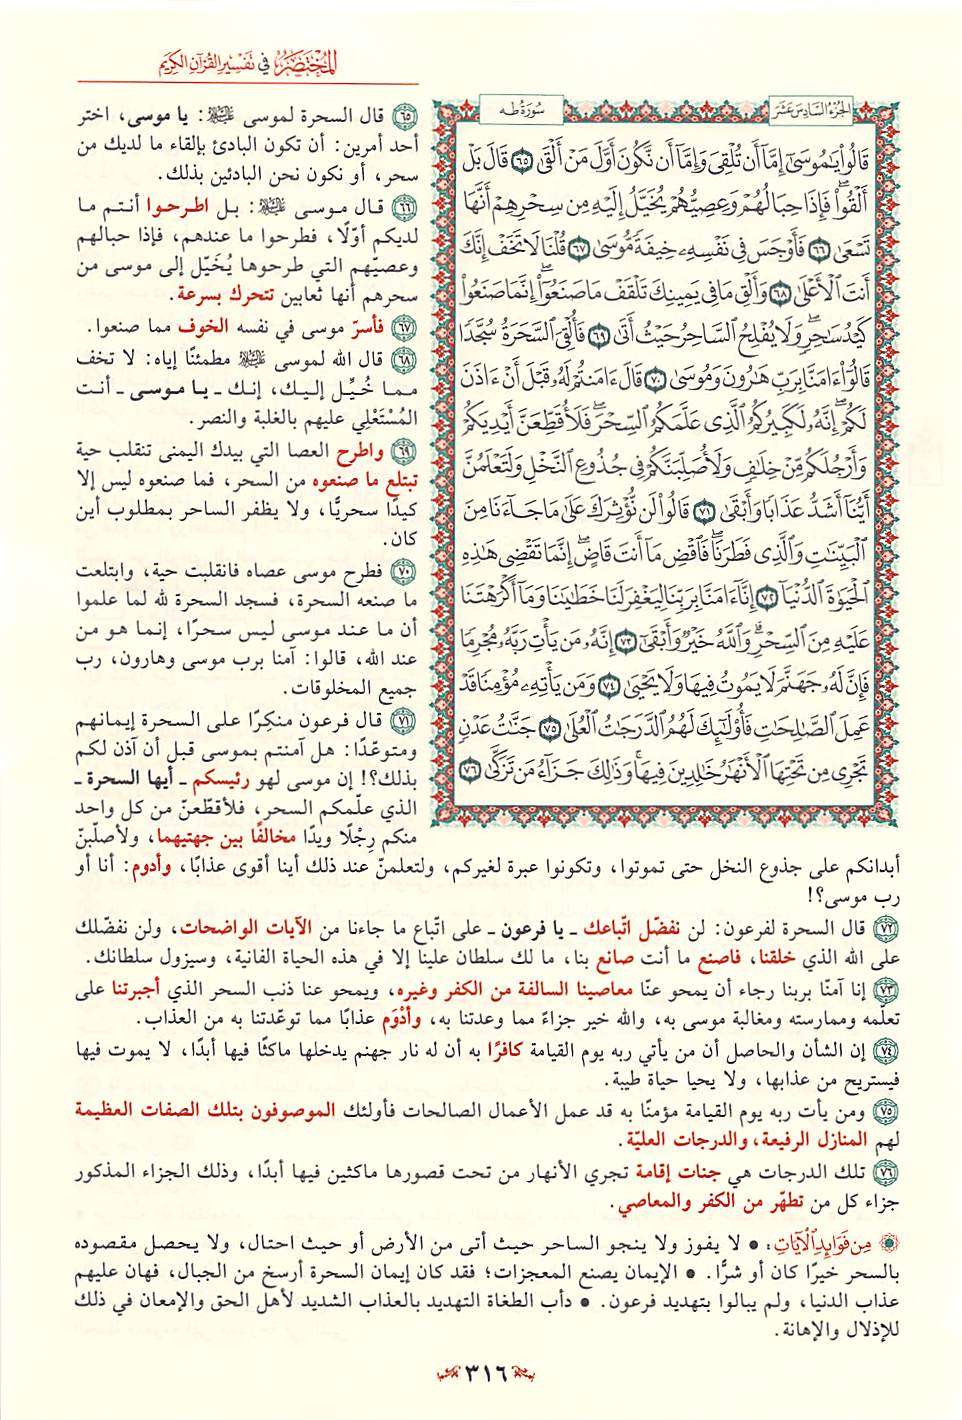 المختصر في تفسير القرآن الكريم
الجزء السادس عشر
سورة طه
قَالُواْ يَٰمُوسَىٰٓ إِمَّآ أَن تُلۡقِيَ وَإِمَّآ أَن نَّكُونَ أَوَّلَ مَنۡ أَلۡقَىٰ ٦٥ قَالَ بَلۡ
أَلۡقُواْۖ فَإِذَا حِبَالُهُمۡ وَعِصِيُّهُمۡ يُخَيَّلُ إِلَيۡهِ مِن سِحۡرِهِمۡ أَنَّهَا
تَسۡعَىٰ ٦٦ فَأَوۡجَسَ فِي نَفۡسِهِۦ خِيفَةٗ مُّوسَىٰ ٦٧ قُلۡنَا لَا تَخَفۡ إِنَّكَ
أَنتَ ٱلۡأَعۡلَىٰ ٦٨ وَأَلۡقِ مَا فِي يَمِينِكَ تَلۡقَفۡ مَا صَنَعُوٓاْۖ إِنَّمَا صَنَعُواْ
كَيۡدُ سَٰحِرٖۖ وَلَا يُفۡلِحُ ٱلسَّاحِرُ حَيۡثُ أَتَىٰ ٦٩ فَأُلۡقِيَ ٱلسَّحَرَةُ سُجَّدٗا
قَالُوٓاْ ءَامَنَّا بِرَبِّ هَٰرُونَ وَمُوسَىٰ ٧٠ قَالَ ءَامَنتُمۡ لَهُۥ قَبۡلَ أَنۡ ءَاذَنَ
لَكُمۡۖ إِنَّهُۥ لَكَبِيرُكُمُ ٱلَّذِي عَلَّمَكُمُ ٱلسِّحۡرَۖ فَلَأُقَطِّعَنَّ أَيۡدِيَكُمۡ
وَأَرۡجُلَكُم مِّنۡ خِلَٰفٖ وَلَأُصَلِّبَنَّكُمۡ فِي جُذُوعِ ٱلنَّخۡلِ وَلَتَعۡلَمُنَّ
أَيُّنَآ أَشَدُّ عَذَابٗا وَأَبۡقَىٰ ٧١ قَالُواْ لَن نُّؤۡثِرَكَ عَلَىٰ مَا جَآءَنَا مِنَ
ٱلۡبَيِّنَٰتِ وَٱلَّذِي فَطَرَنَاۖ فَٱقۡضِ مَآ أَنتَ قَاضٍۖ إِنَّمَا تَقۡضِي هَٰذِهِ
ٱلۡحَيَوٰةَ ٱلدُّنۡيَآ ٧٢ إِنَّآ ءَامَنَّا بِرَبِّنَا لِيَغۡفِرَ لَنَا خَطَٰيَٰنَا وَمَآ أَكۡرَهۡتَنَا
عَلَيۡهِ مِنَ ٱلسِّحۡرِۗ وَٱللَّهُ خَيۡرٞ وَأَبۡقَىٰٓ ٧٣ إِنَّهُۥ مَن يَأۡتِ رَبَّهُۥ مُجۡرِمٗا
فَإِنَّ لَهُۥ جَهَنَّمَ لَا يَمُوتُ فِيهَا وَلَا يَحۡيَىٰ ٧٤ وَمَن يَأۡتِهِۦ مُؤۡمِنٗا قَدۡ
عَمِلَ ٱلصَّٰلِحَٰتِ فَأُوْلَٰٓئِكَ لَهُمُ ٱلدَّرَجَٰتُ ٱلۡعُلَىٰ ٧٥ جَنَّٰتُ عَدۡنٖ
تَجۡرِي مِن تَحۡتِهَا ٱلۡأَنۡهَٰرُ خَٰلِدِينَ فِيهَاۚ وَذَٰلِكَ جَزَآءُ مَن تَزَكَّىٰ ٧٦
٦٥ قال السحرة لموسى ﵇: يا موسى، اختر
أحد أمرين: أن تكون البادئ بإلقاء ما لديك من
سحر، أو نكون نحن البادئين بذلك.
٦٦ قال موسى ﵇: بل اطرحوا أنتم ما
لديكم أوّلًا، فطرحوا ما عندهم، فإذا حبالهم
وعصيّهم التي طرحوها يُخَيّل إلى موسى من
سحرهم أنها ثعابين تتحرك بسرعة.
٦٧ فأسرّ موسى في نفسه الخوف مما صنعوا.
٦٨ قال الله لموسى ﵇ مطمئنًا إياه: لا تخف
مما خُيِّل إليك، إنك ـ يا موسى ـ أنت
المُسْتَعْلِي عليهم بالغلبة والنصر.
٦٩ واطرح العصا التي بيدك اليمنى تنقلب حية
تبتلع ما صنعوه من السحر، فما صنعوه ليس إلا
كيدًا سحريًّا، ولا يظفر الساحر بمطلوب أين
كان.
٧٠ فطرح موسى عصاه فانقلبت حية، وابتلعت
ما صنعه السحرة، فسجد السحرة لله لما علموا
أن ما عند موسى ليس سحرًا، إنما هو من
عند الله، قالوا: آمنا برب موسى وهارون، رب
جميع المخلوقات.
٧١ قال فرعون منكِرًا على السحرة إيمانهم
ومتوعّدًا: هل آمنتم بموسى قبل أن آذن لكم
بذلك؟! إن موسى لهو رئيسكم ـ أيها السحرة ـ
الذي علّمكم السحر، فلأقطّعنّ من كل واحد
منكم رِجْلًا ويدًا مخالفًا بين جهتيهما، ولأصلّبنّ
أبدانكم على جذوع النخل حتى تموتوا، وتكونوا عبرة لغيركم، ولتعلمنّ عند ذلك أينا أقوى عذابًا، وأدوم: أنا أو
رب موسى؟!
٧٢ قال السحرة لفرعون: لن نفضّل اتّباعك ـ يا فرعون ـ على اتّباع ما جاءنا من الآيات الواضحات، ولن نفضّلك
على الله الذي خلقنا، فاصنع ما أنت صانع بنا، ما لك سلطان علينا إلا في هذه الحياة الفانية، وسيزول سلطانك.
٧٣ إنا آمنّا بربنا رجاء أن يمحو عنّا معاصينا السالفة من الكفر وغيره، ويمحو عنا ذنب السحر الذي أجبرتنا على
تعلّمه وممارسته ومغالبة موسى به، والله خير جزاءً مما وعدتنا به، وأدْوَم عذابًا مما توعّدتنا به من العذاب.
٧٤ إن الشأن والحاصل أن من يأتي ربه يوم القيامة كافرًا به أن له نار جهنم يدخلها ماكثًا فيها أبدًا، لا يموت فيها
فيستريح من عذابها، ولا يحيا حياة طيبة.
٧٥ ومن يأت ربه يوم القيامة مؤمنًا به قد عمل الأعمال الصالحات فأولئك الموصوفون بتلك الصفات العظيمة
لهم المنازل الرفيعة، والدرجات العليّة.
٧٦ تلك الدرجات هي جنات إقامة تجري الأنهار من تحت قصورها ماكثين فيها أبدًا، وذلك الجزاء المذكور
جزاء كل من تطهّر من الكفر والمعاصي.
من فوائد الآيات: • لا يفوز ولا ينجو الساحر حيث أتى من الأرض أو حيث احتال، ولا يحصل مقصوده
بالسحر خيرًا كان أو شرًّا. • الإيمان يصنع المعجزات؛ فقد كان إيمان السحرة أرسخ من الجبال، فهان عليهم
عذاب الدنيا، ولم يبالوا بتهديد فرعون. • دأب الطغاة التهديد بالعذاب الشديد لأهل الحق والإمعان في ذلك
للإذلال والإهانة.
٣١٦